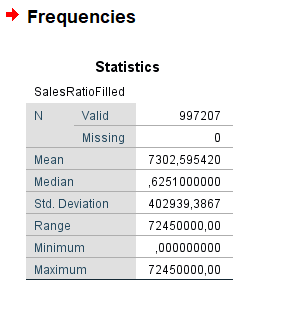 Frequencies
Statistics
SalesRatioFilled
N Valid 997207
Missing 0
Mean 7302,595420
Median ,6251000000
Std. Deviation 402939,3867
Range 72450000,00
Minimum ,000000000
Maximum 72450000,00